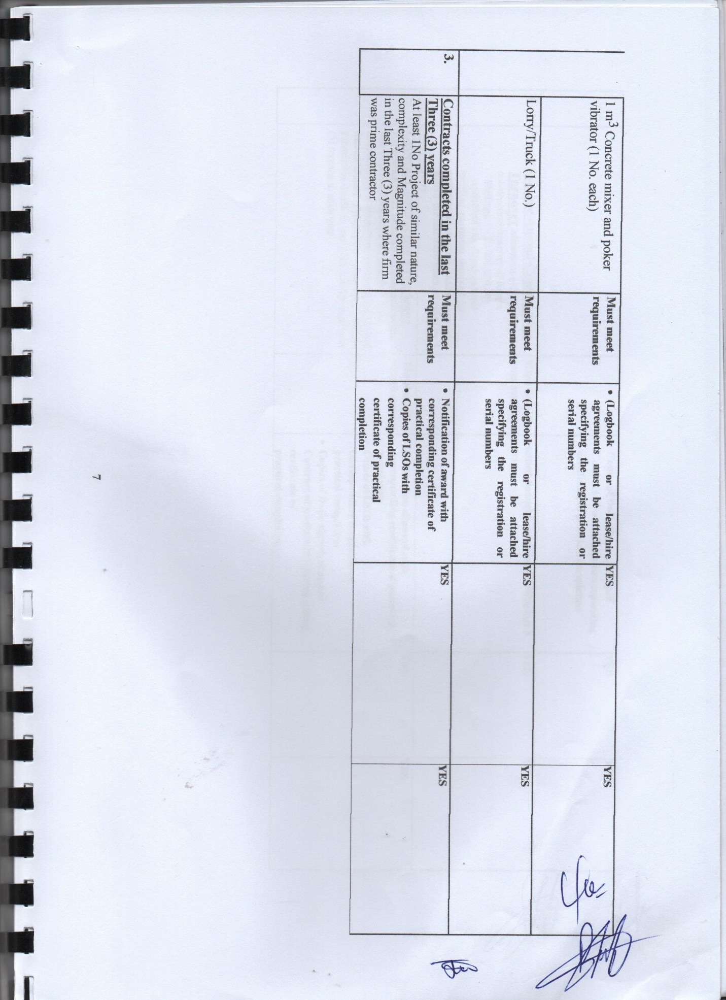 1 m3 Concrete mixer and poker
vibrator (1 No. each)
Must meet
requirements
• (Logbook or lease/hire
agreements must be attached
specifying the registration or
serial numbers
YES
YES
Lorry/Truck (1 No.)
Must meet
requirements
• (Logbook or lease/hire
agreements must be attached
specifying the registration or
serial numbers
YES
YES
3.
Contracts completed in the last
Three (3) years
At least 1No Project of similar nature,
complexity and Magnitude completed
in the last Three (3) years where firm
was prime contractor
Must meet
requirements
• Notification of award with
corresponding certificate of
practical completion
• Copies of LSOs with
corresponding
certificate of practical
completion
YES
YES
7